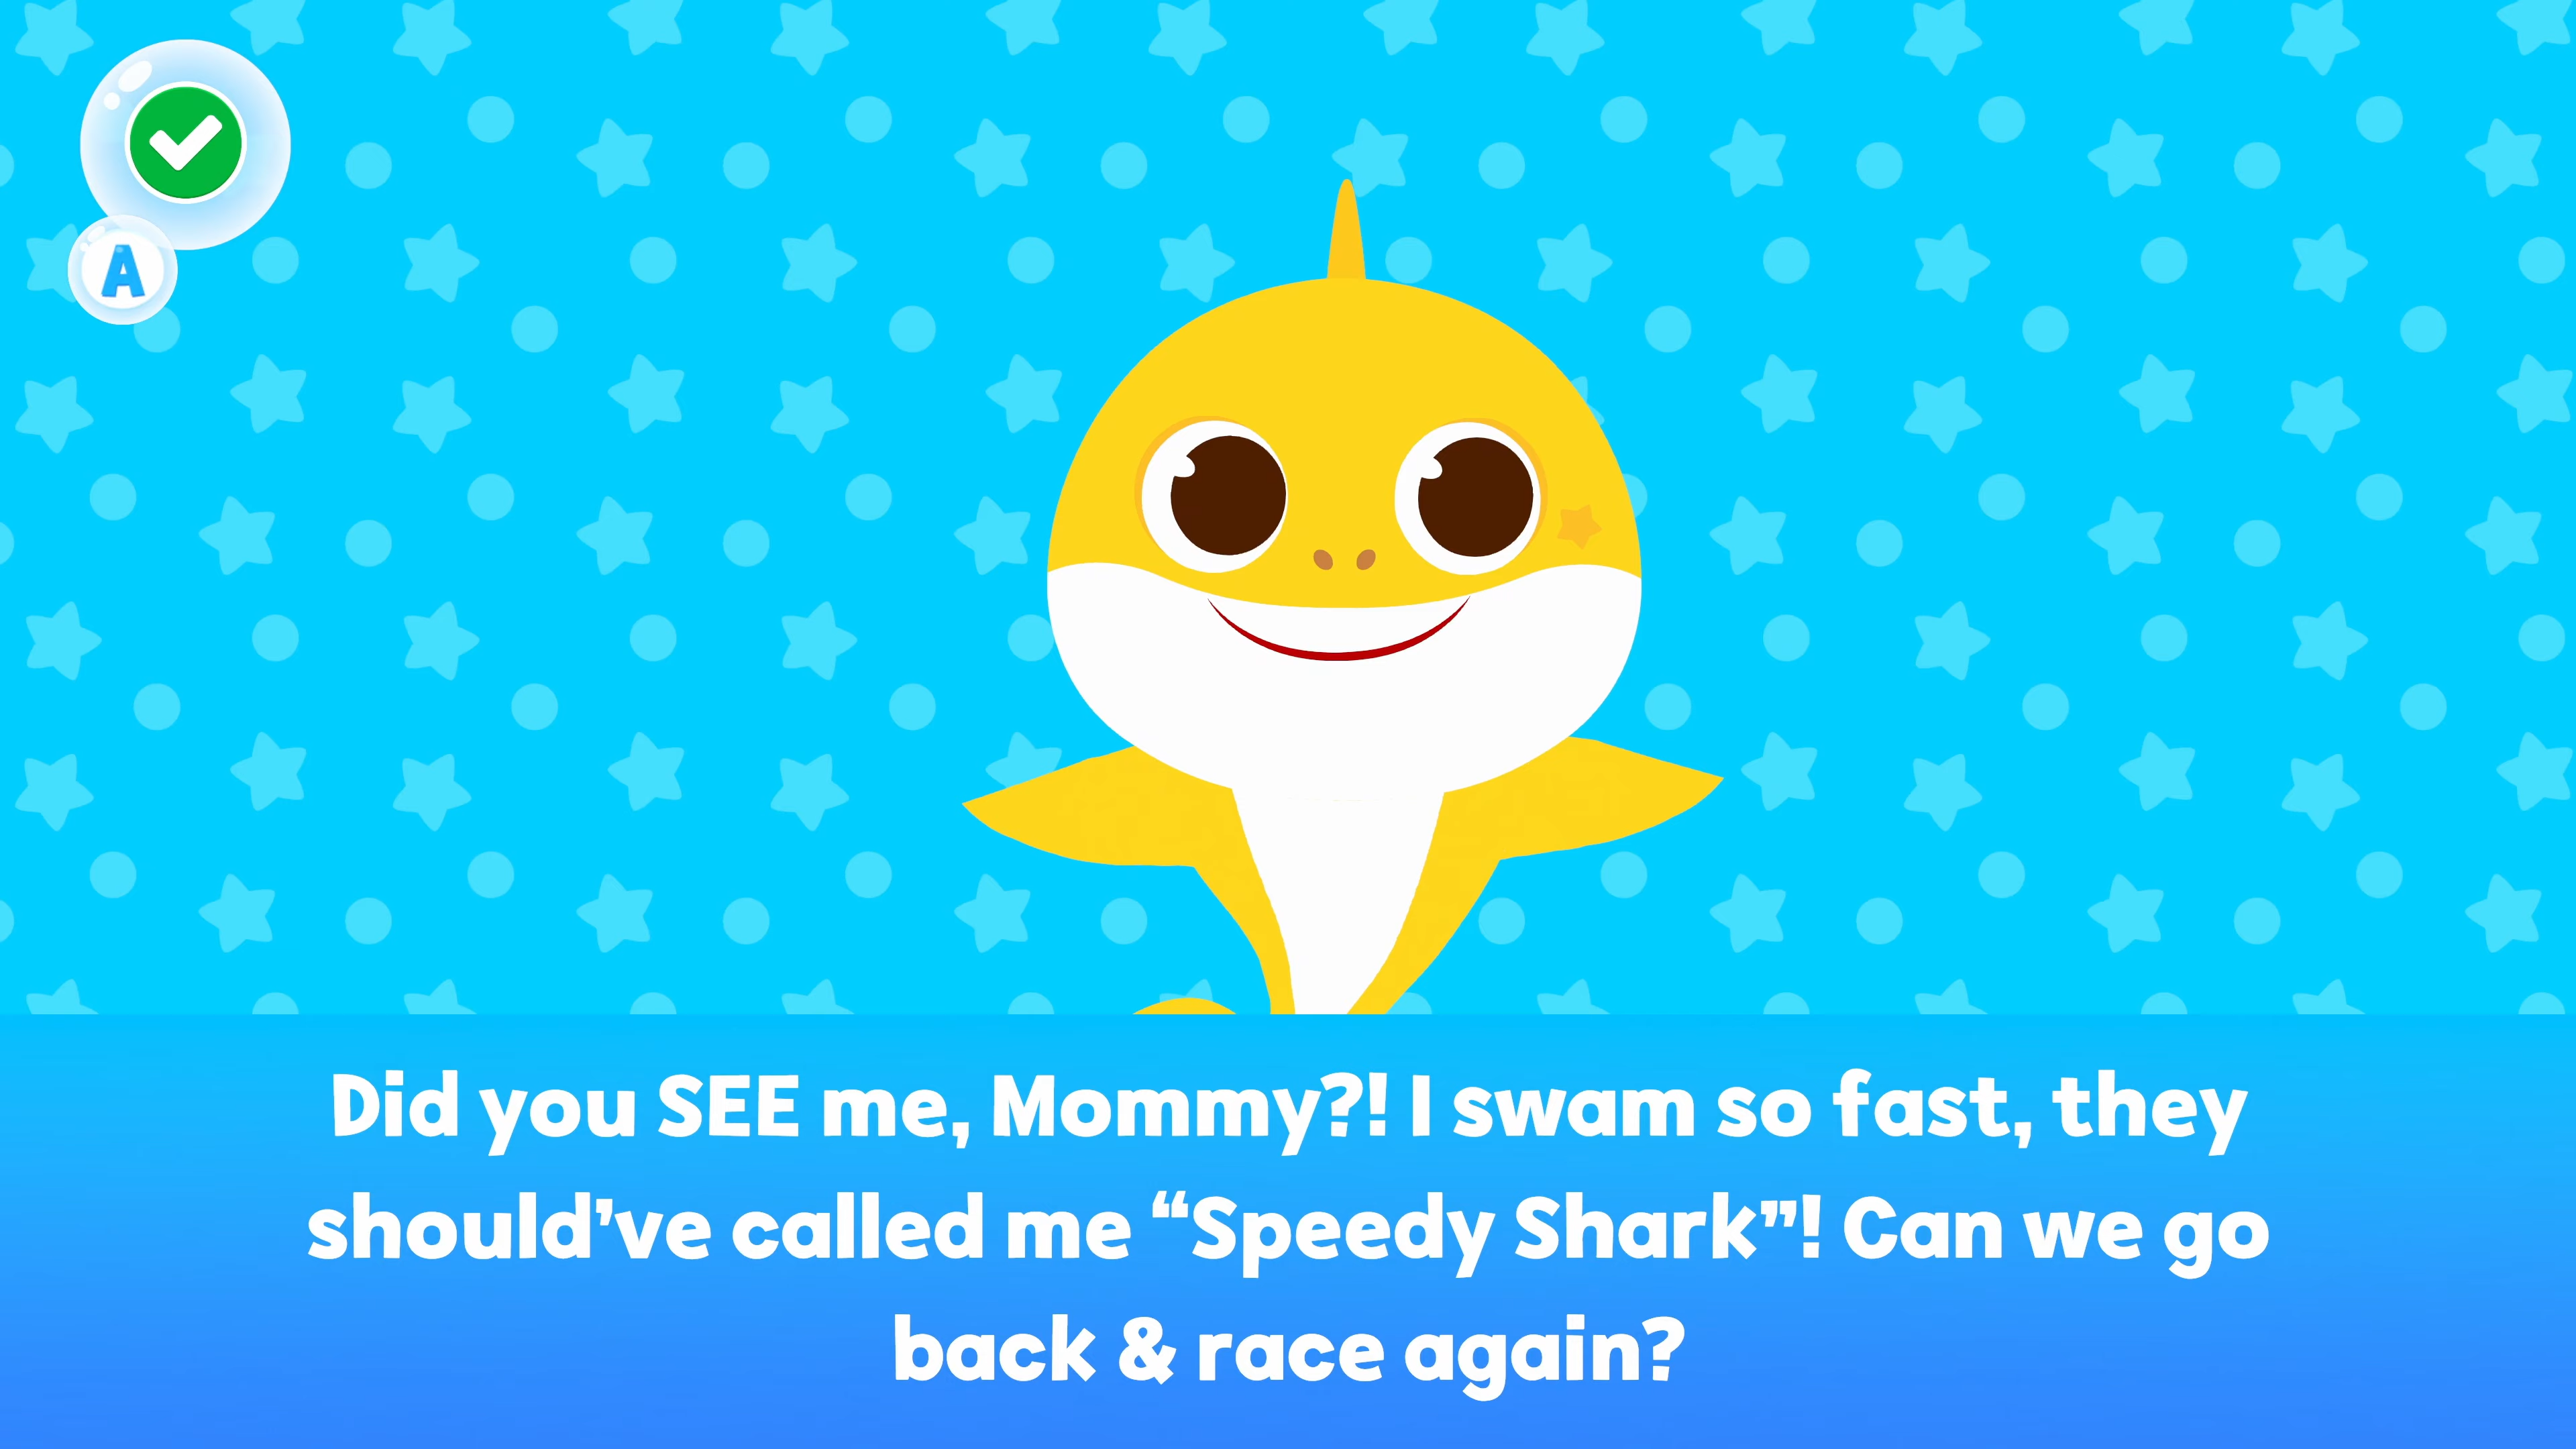 A
Did you SEE me, Mommy?! I swam so fast, they
should've called me “Speedy Shark”! Can we go
back & race again?